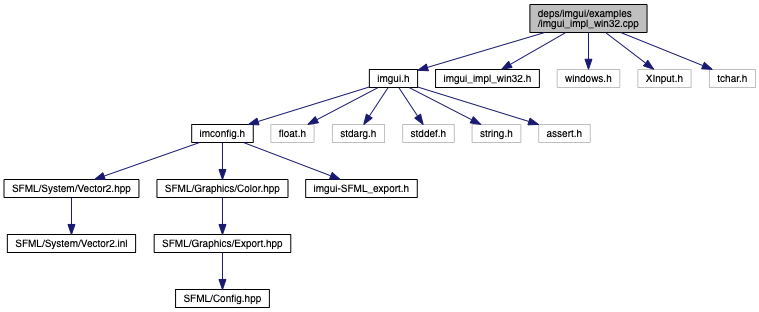 deps/imgui/examples
/imgui_impl_win32.cpp
imgui.h
imgui_impl_win32.h
windows.h
XInput.h
tchar.h
imconfig.h
float.h
stdarg.h
stddef.h
string.h
assert.h
SFML/System/Vector2.hpp
SFML/Graphics/Color.hpp
imgui-SFML_export.h
SFML/System/Vector2.inl
SFML/Graphics/Export.hpp
SFML/Config.hpp